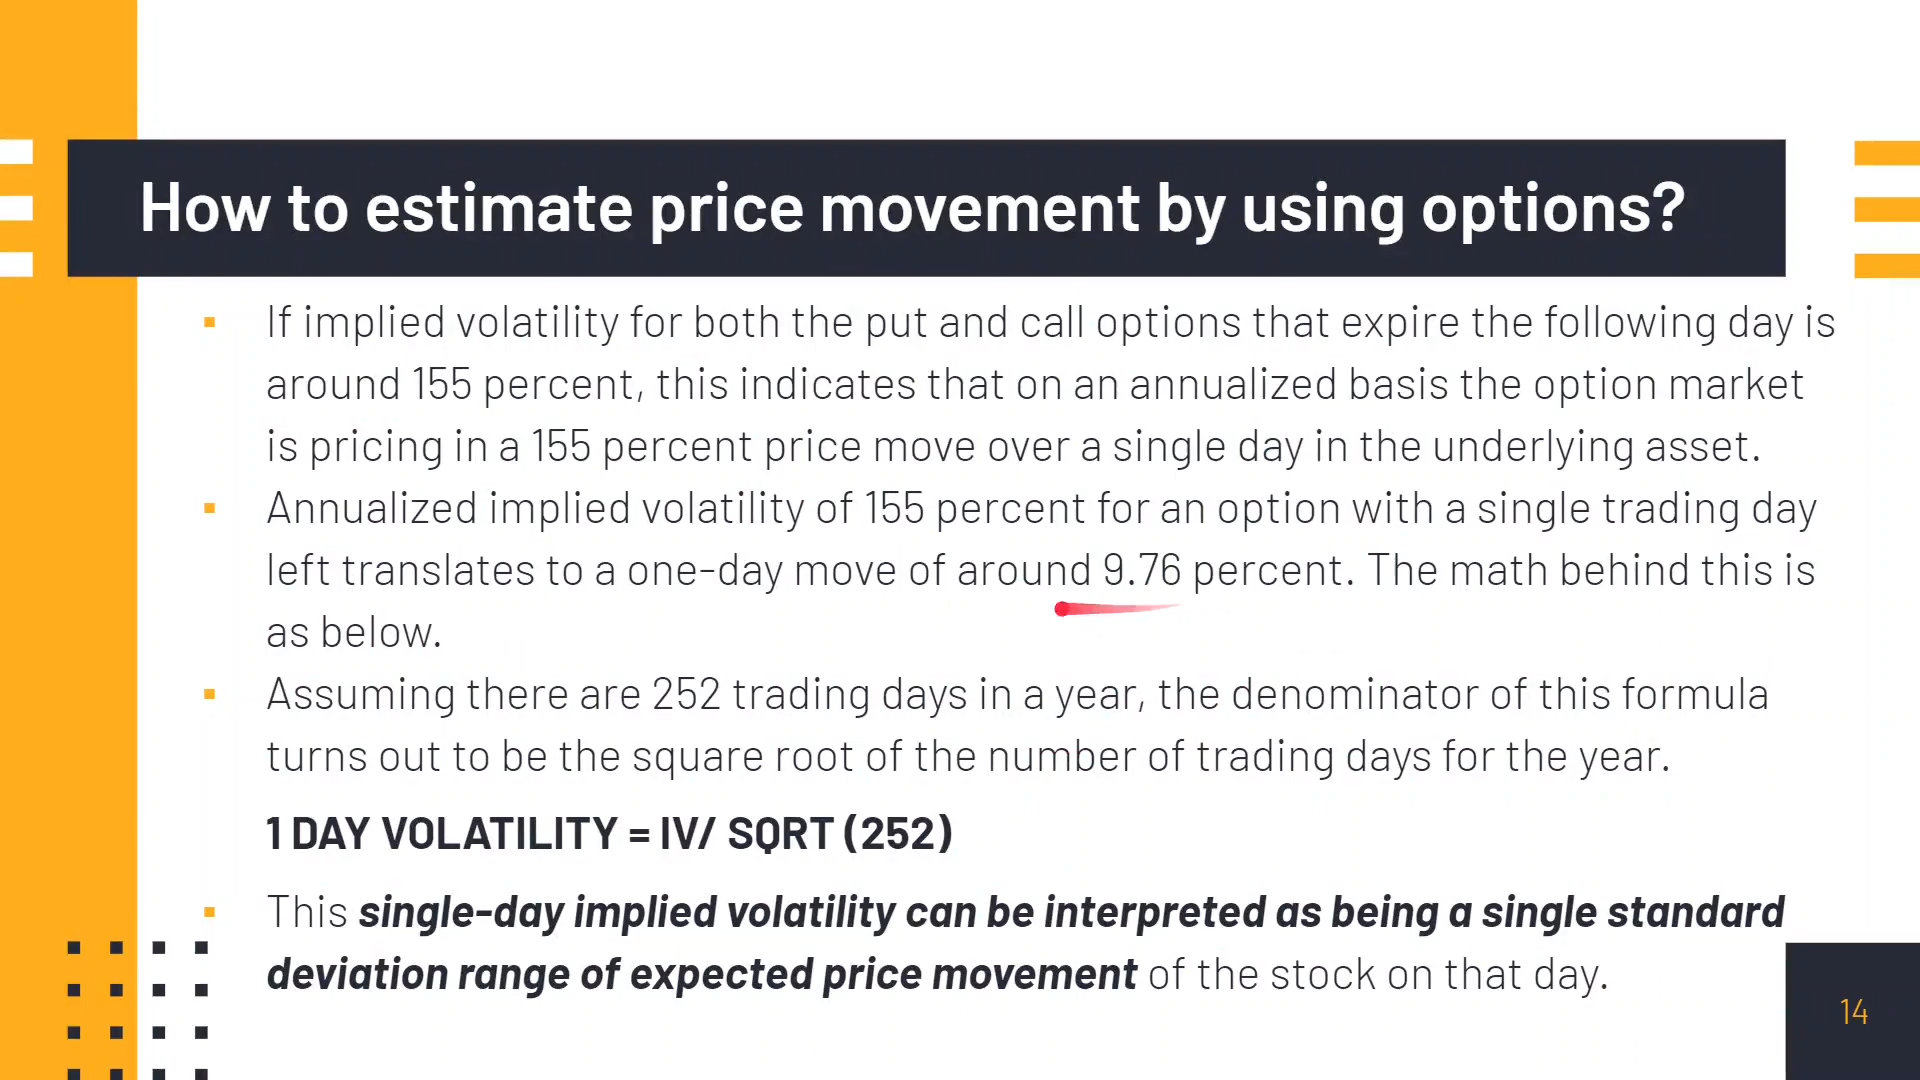 How to estimate price movement by using options?
If implied volatility for both the put and call options that expire the following day is
around 155 percent, this indicates that on an annualized basis the option market
is pricing in a 155 percent price move over a single day in the underlying asset.
Annualized implied volatility of 155 percent for an option with a single trading day
left translates to a one-day move of around 9.76 percent. The math behind this is
as below.
Assuming there are 252 trading days in a year, the denominator of this formula
turns out to be the square root of the number of trading days for the year.
1 DAY VOLATILITY = IV/ SQRT (252)
This single-day implied volatility can be interpreted as being a single standard
deviation range of expected price movement of the stock on that day.
14